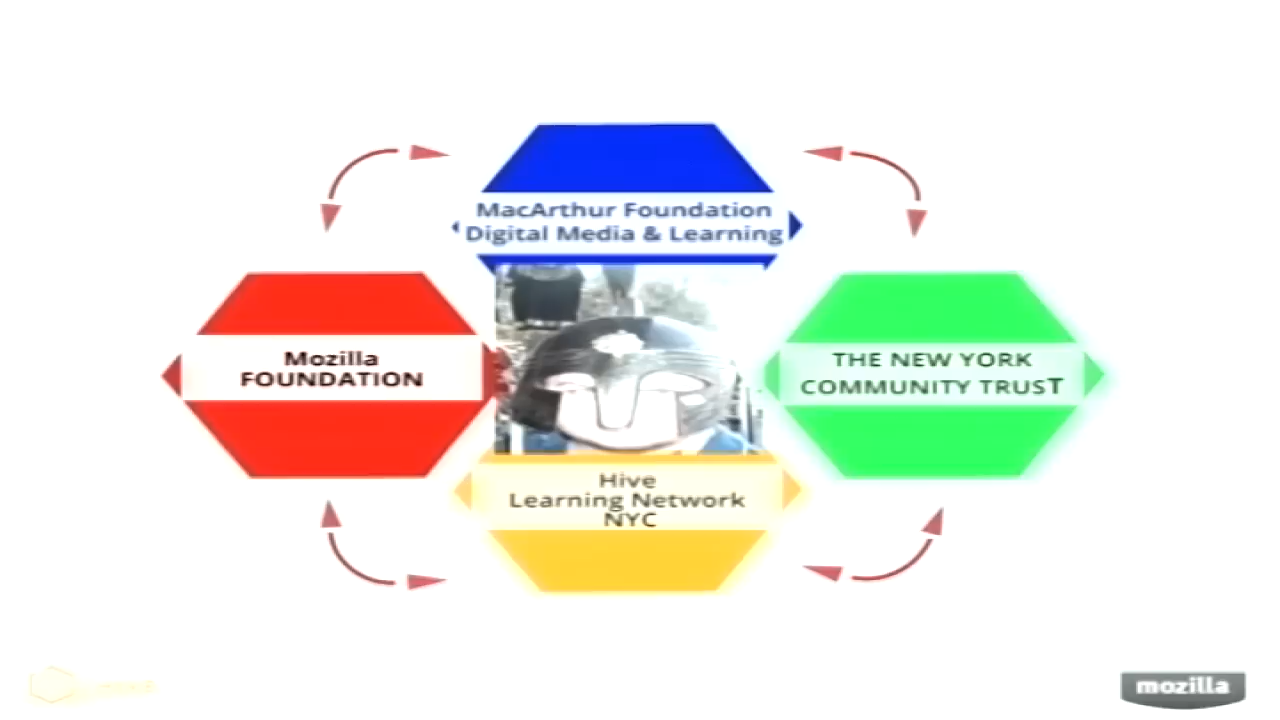 MacArthur Foundation
Digital Media & Learning
Mozilla
FOUNDATION
THE NEW YORK
COMMUNITY TRUST
Hive
Learning Network
NYC
mozilla